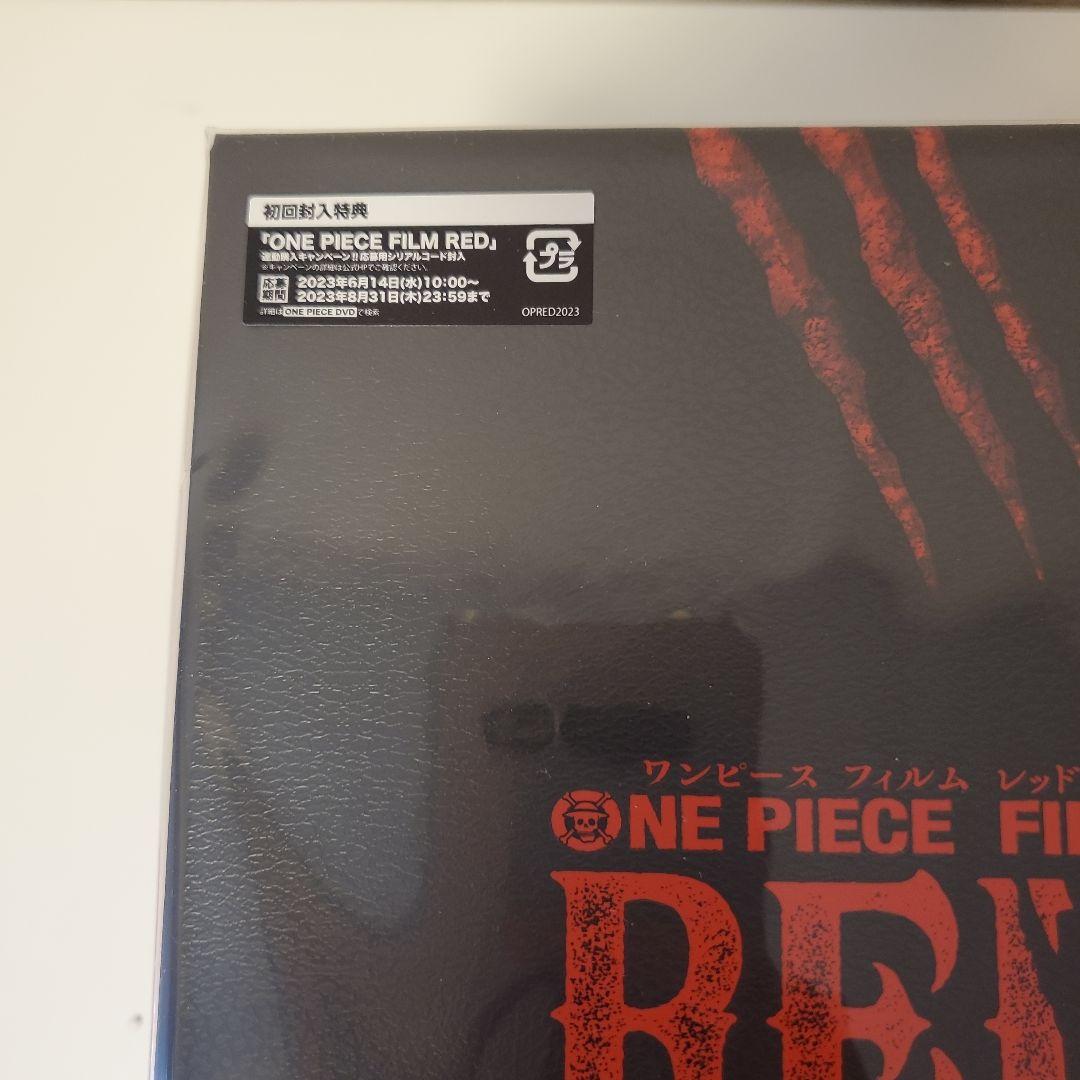 初回封入特典
「ONE PIECE FILM RED」
連動購入キャンペーン!!応募用シリアルコード封入
※キャンペーンの詳細は公式HPでご確認ください。
応募期間
2023年6月14日(水)10:00〜
2023年8月31日(木)23:59まで
詳細は ONE PIECE DVD で検索
プラ
OPRED2023
ワンピース フィルム レッド
ONE PIECE FI
RE